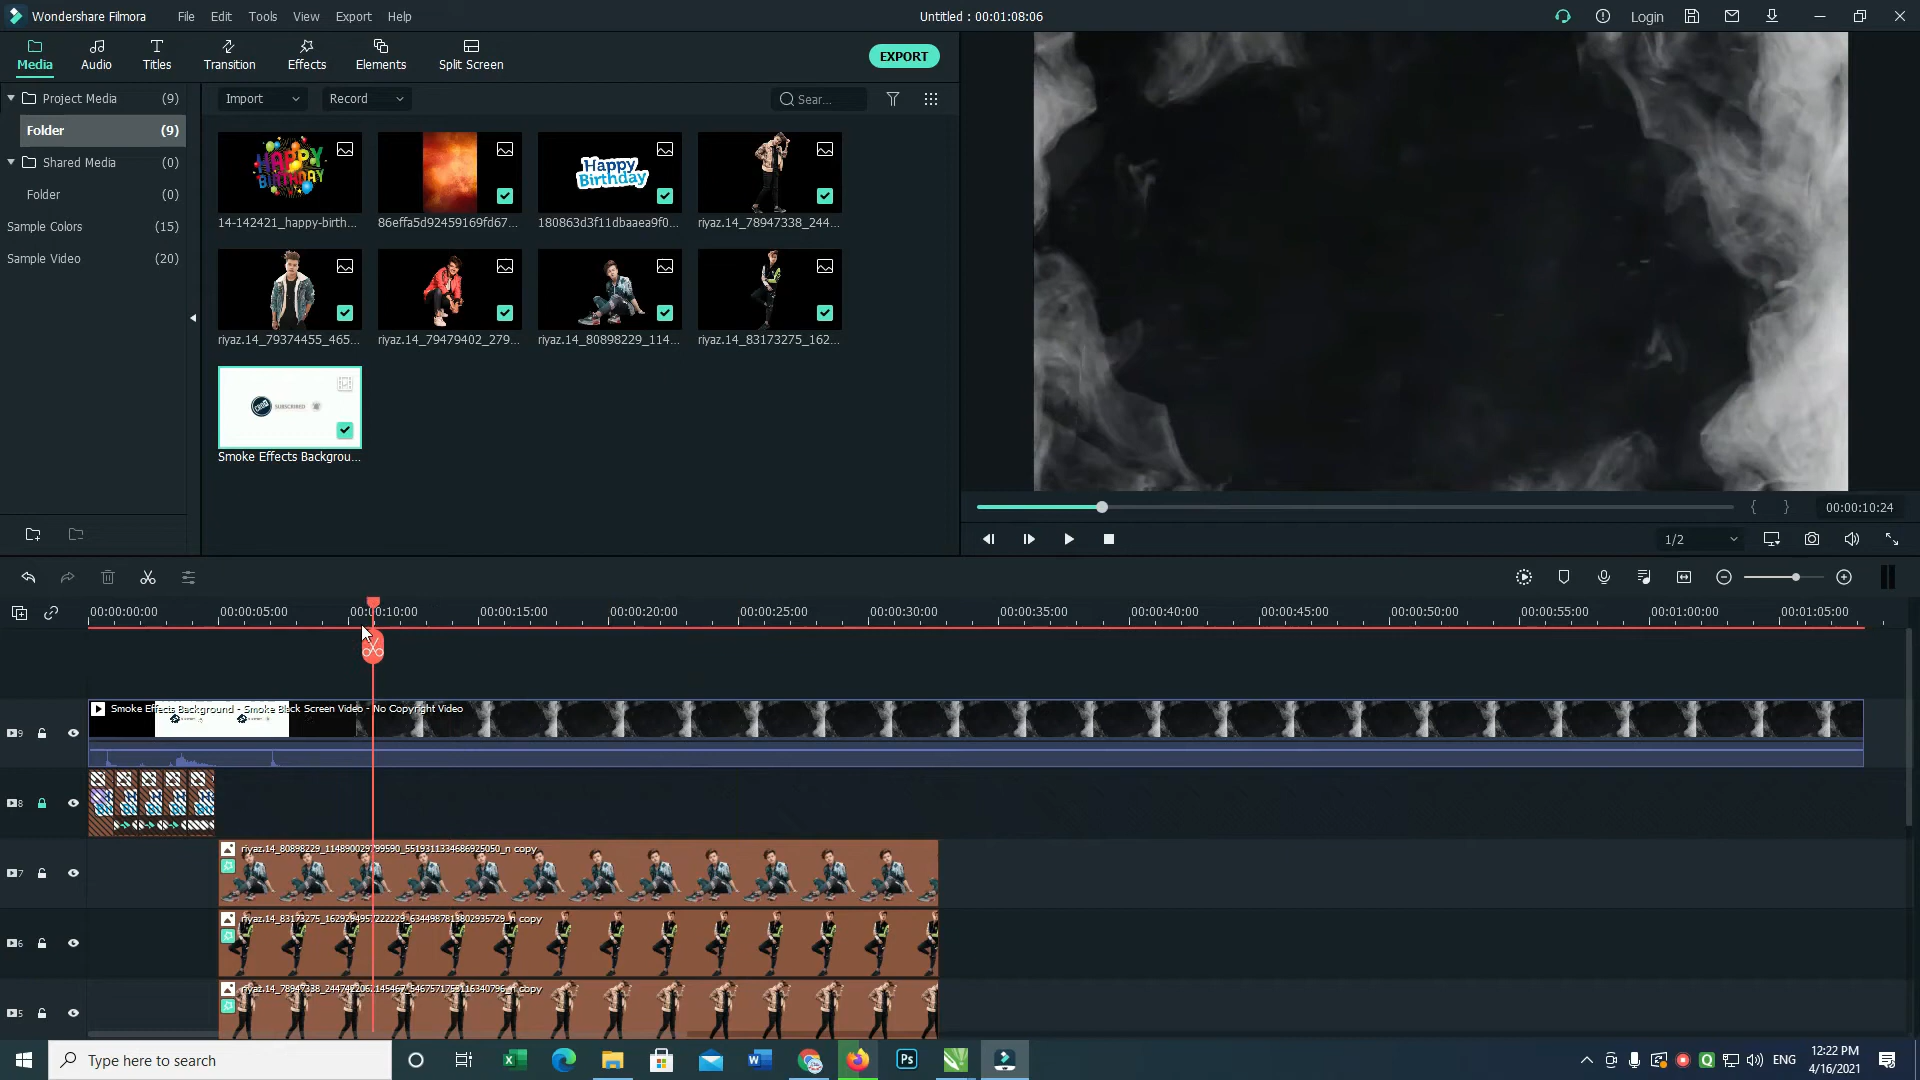 Wondershare Filmora
File
Edit
Tools
View
Export
Help
Untitled : 00:01:08:06
Login
Media
Audio
Titles
Transition
Effects
Elements
Split Screen
EXPORT
Project Media (9)
Folder (9)
Shared Media (0)
Folder (0)
Sample Colors (15)
Sample Video (20)
Import
Record
Sear...
HAPPY
BIRTHDAY
Happy
Birthday
14-142421_happy-birth...
86effa5d92459169fd67...
180863d3f11dbaaea9f0...
riyaz.14_78947338_244...
riyaz.14_79374455_465...
riyaz.14_79479402_279...
riyaz.14_80898229_114...
riyaz.14_83173275_162...
SUBSCRIBED
Smoke Effects Backgrou...
00:00:10:24
1/2
00:00:00:00
00:00:05:00
00:00:10:00
00:00:15:00
00:00:20:00
00:00:25:00
00:00:30:00
00:00:35:00
00:00:40:00
00:00:45:00
00:00:50:00
00:00:55:00
00:01:00:00
00:01:05:00
Smoke Effects Background - Smoke Black Screen Video - No Copyright Video
9
8
7
riyaz.14_80898229_114890029799590_5519311334686925050_n copy
6
riyaz.14_83173275_1629294957222229_6344987813802935729_n copy
5
Type here to search
ENG
12:22 PM
4/16/2021